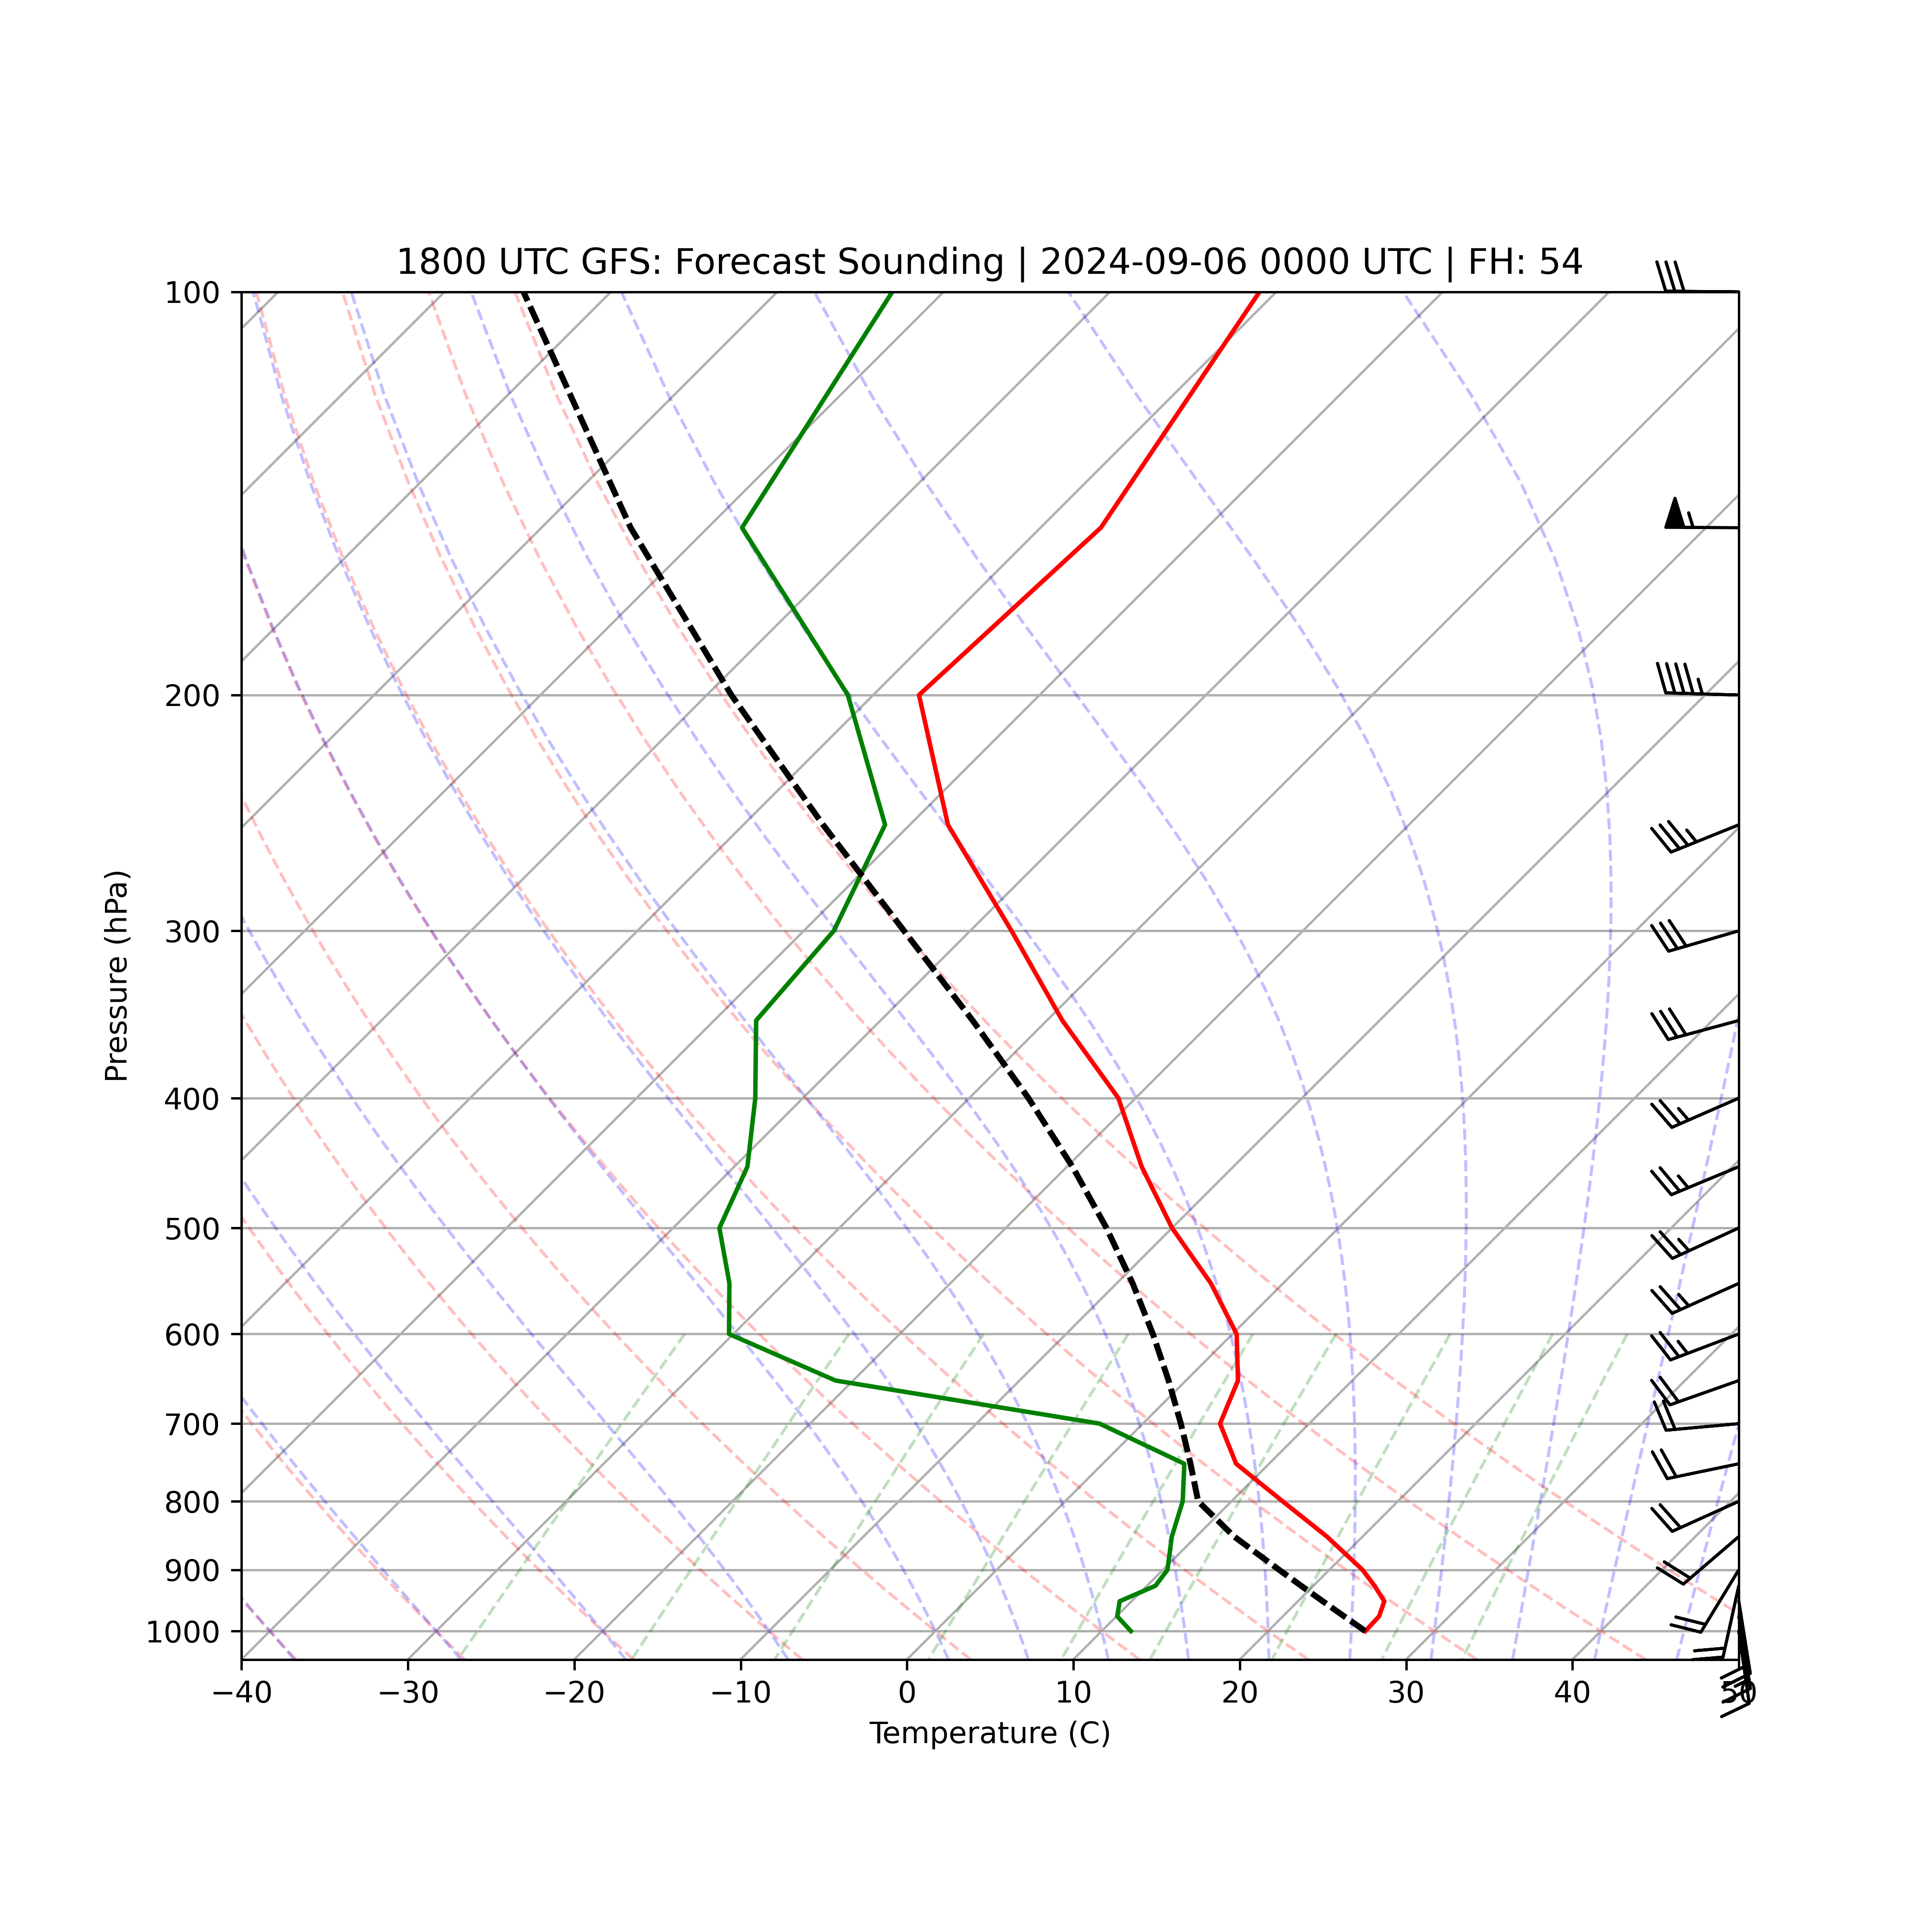 1800 UTC GFS: Forecast Sounding | 2024-09-06 0000 UTC | FH: 54
100
200
300
400
500
600
700
800
900
1000
Pressure (hPa)
−40 −30 −20 −10 0 10 20 30 40 50
Temperature (C)